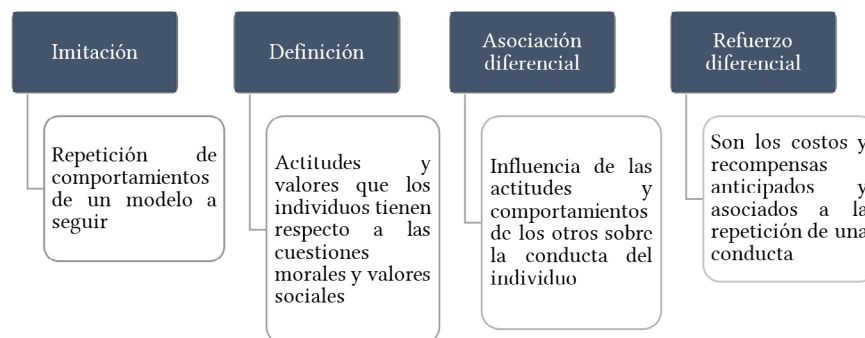 Imitación
Repetición de
comportamientos
de un modelo a
seguir
Definición
Actitudes y
valores que los
individuos tienen
respecto a las
cuestiones
morales y valores
sociales
Asociación
diferencial
Influencia de las
actitudes y
comportamientos
de los otros sobre
la conducta del
individuo
Refuerzo
diferencial
Son los costos y
recompensas
anticipados y
asociados a la
repetición de una
conducta